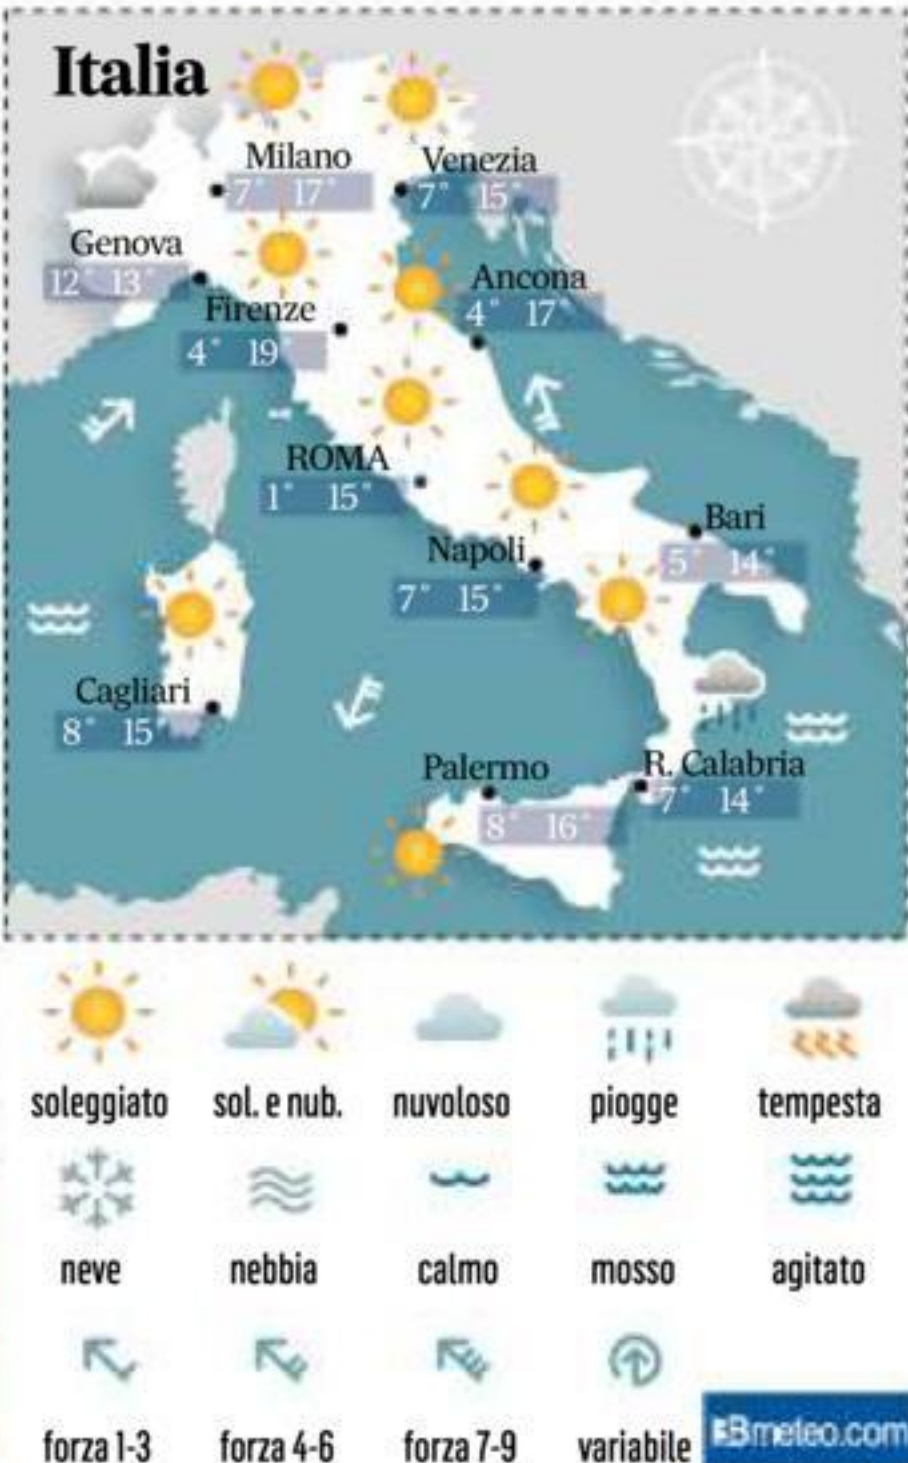 Italia
Milano
7° 17°
Venezia
7° 15°
Genova
12° 13°
Ancona
4° 17°
Firenze
4° 19°
ROMA
1° 15°
Bari
5° 14°
Napoli
7° 15°
Cagliari
8° 15°
Palermo
8° 16°
R. Calabria
7° 14°
soleggiato sol. e nub. nuvoloso piogge tempesta
neve nebbia calmo mosso agitato
forza 1-3 forza 4-6 forza 7-9 variabile
3Bmeteo.com